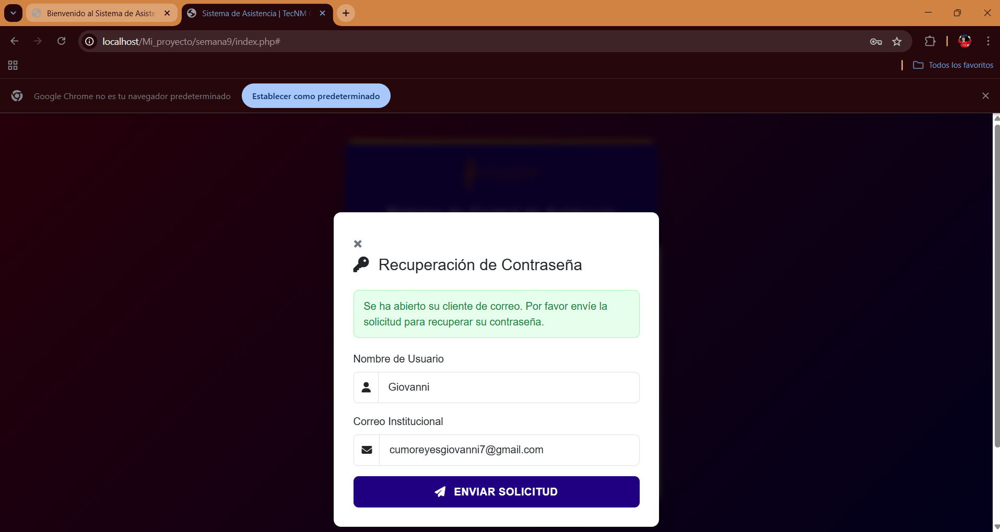 Bienvenido al Sistema de Asiste
Sistema de Asistencia | TecNM
localhost/Mi_proyecto/semana9/index.php#
Todos los favoritos
Google Chrome no es tu navegador predeterminado
Establecer como predeterminado
Recuperación de Contraseña
Se ha abierto su cliente de correo. Por favor envíe la
solicitud para recuperar su contraseña.
Nombre de Usuario
Giovanni
Correo Institucional
cumoreyesgiovanni7@gmail.com
ENVIAR SOLICITUD